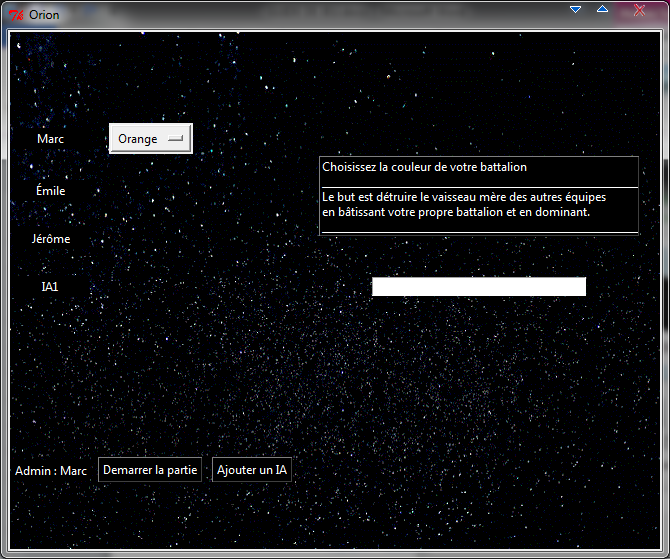 Orion
Marc
Orange
Choisissez la couleur de votre battalion
Émile
Le but est détruire le vaisseau mère des autres équipes
en bâtissant votre propre battalion et en dominant.
Jérôme
IA1
Admin : Marc
Demarrer la partie
Ajouter un IA